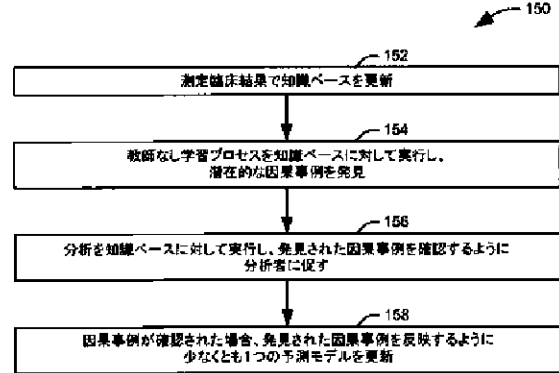 150
152
測定臨床結果で知識ベースを更新
154
教師なし学習プロセスを知識ベースに対して実行し、
潜在的な因果事例を発見
156
分析を知識ベースに対して実行し、発見された因果事例を確認するように
分析者に促す
158
因果事例が確認された場合、発見された因果事例を反映するように
少なくとも1つの予測モデルを更新